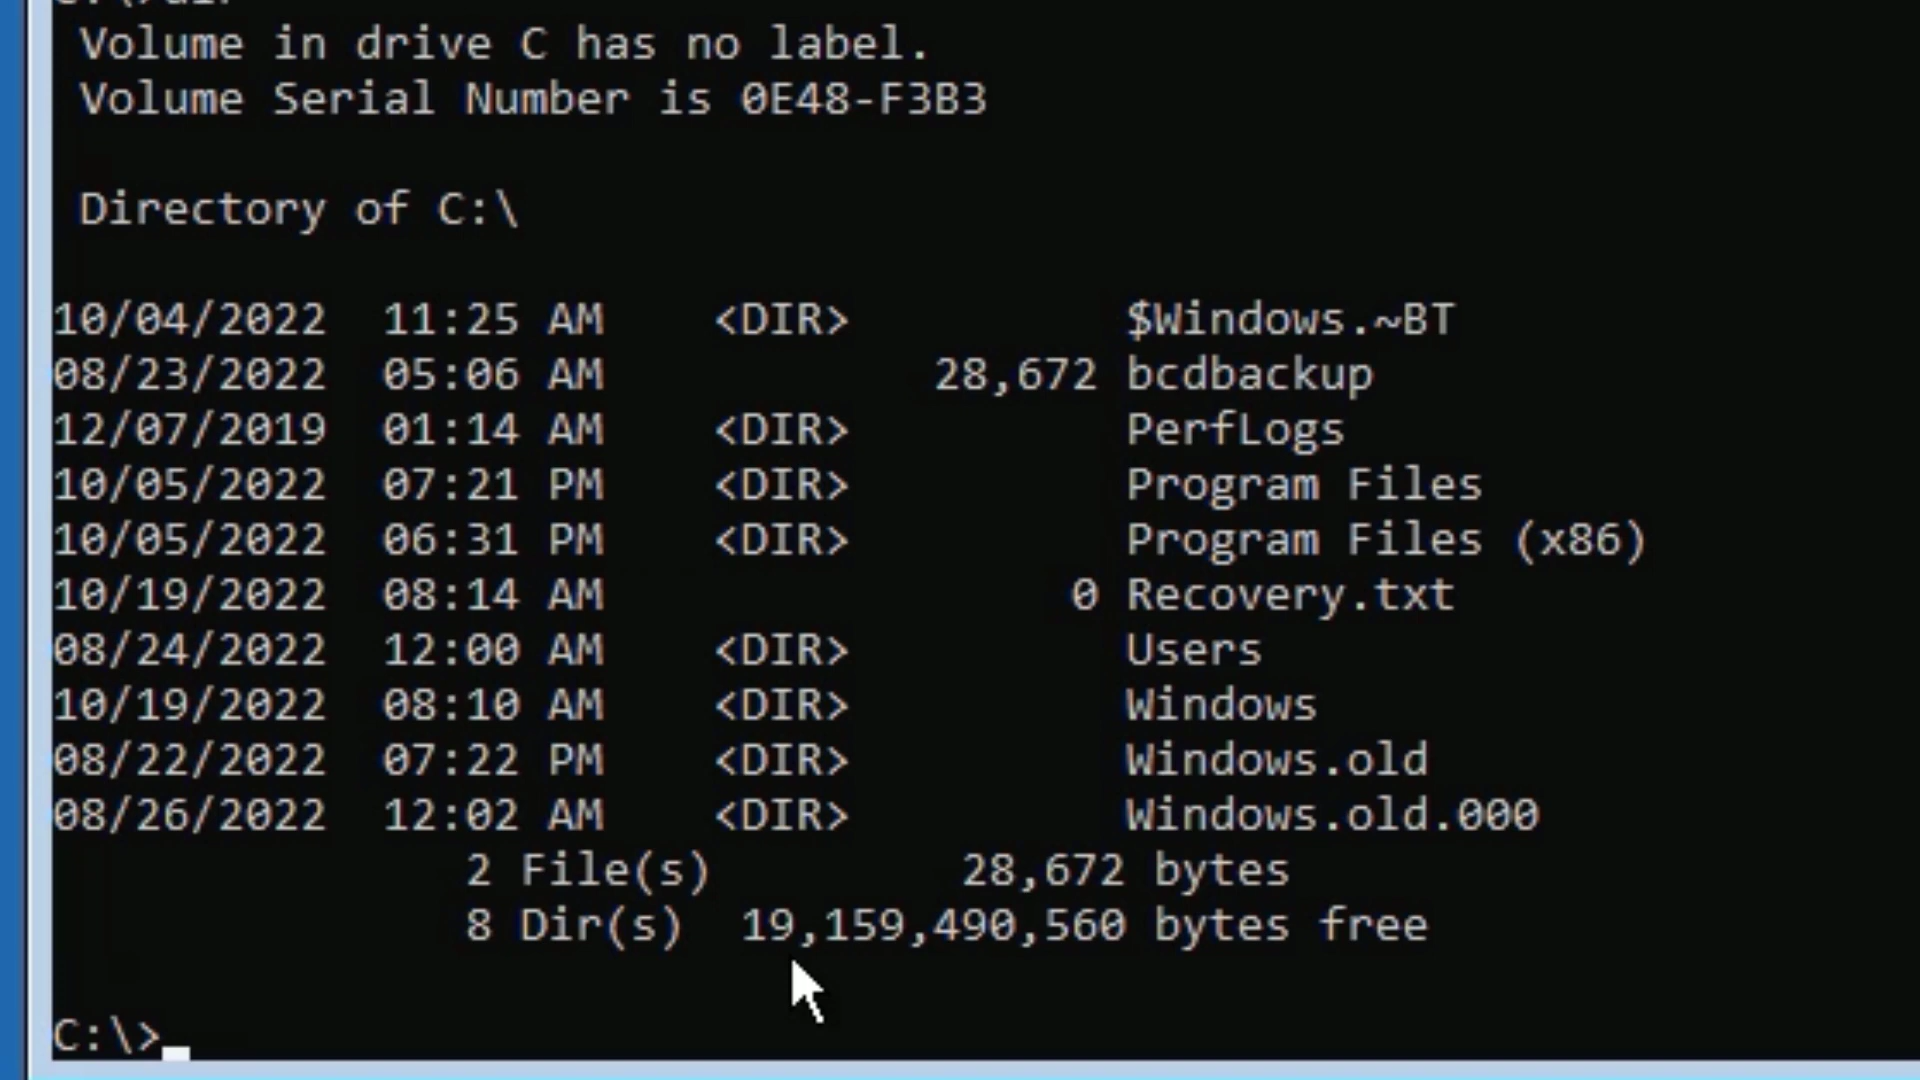 C:\>dir
 Volume in drive C has no label.
 Volume Serial Number is 0E48-F3B3

 Directory of C:\

10/04/2022  11:25 AM    <DIR>          $Windows.~BT
08/23/2022  05:06 AM            28,672 bcdbackup
12/07/2019  01:14 AM    <DIR>          PerfLogs
10/05/2022  07:21 PM    <DIR>          Program Files
10/05/2022  06:31 PM    <DIR>          Program Files (x86)
10/19/2022  08:14 AM                 0 Recovery.txt
08/24/2022  12:00 AM    <DIR>          Users
10/19/2022  08:10 AM    <DIR>          Windows
08/22/2022  07:22 PM    <DIR>          Windows.old
08/26/2022  12:02 AM    <DIR>          Windows.old.000
               2 File(s)         28,672 bytes
               8 Dir(s)  19,159,490,560 bytes free

C:\>_